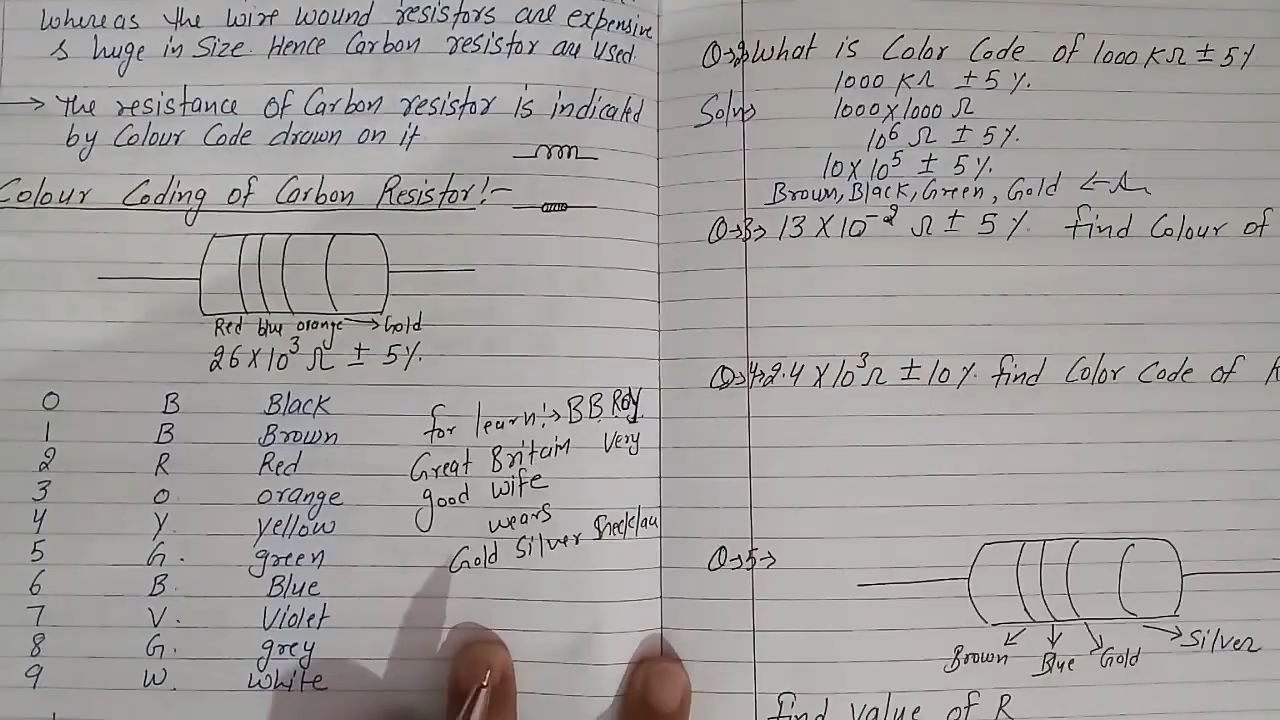 whereas the wire wound resistors are expensive
& huge in Size. Hence Carbon resistor are used.
→ the resistance of Carbon resistor is indicated
by Colour Code drawn on it
Colour Coding of Carbon Resistor:-
Red blue orange → Gold
26 × 10³ Ω ± 5%.
0 B Black
1 B Brown
2 R Red
3 O orange
4 Y. yellow
5 G. green
6 B. Blue
7 V. Violet
8 G. grey
9 W. white
for learn:→ BB ROY
Great Britain Very
good wife
wears
Gold Silver
Q→2→ What is Color Code of 1000 KΩ ± 5%
1000 KΩ ± 5%.
Soln→ 1000×1000 Ω
10⁶ Ω ± 5%.
10×10⁵ ± 5%.
Brown, Black, Green, Gold ←
Q→3→ 13 × 10⁻² Ω ± 5%. find Colour of
Q→4→ 2.4 × 10³Ω ± 10%. find Color Code of
Q→5→
Brown Blue Gold → Silver
find value of R